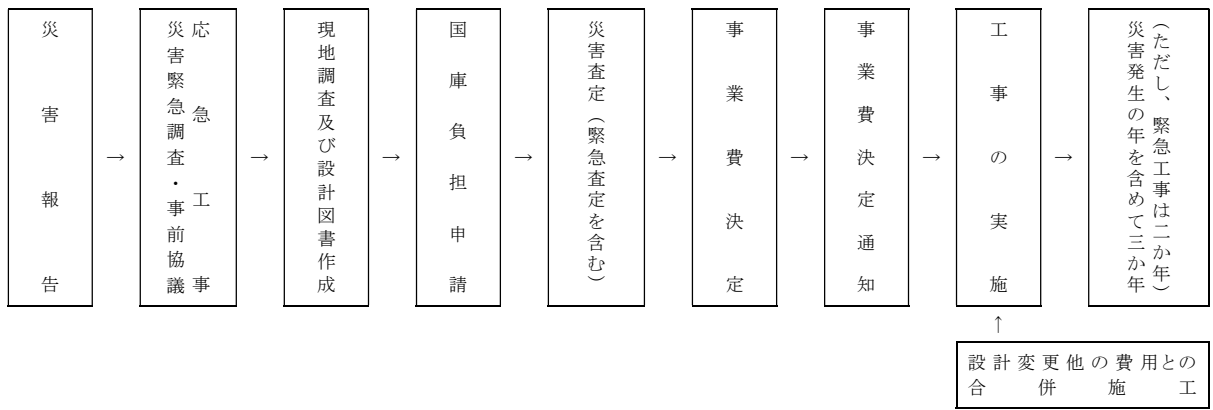 災害報告
→
災害緊急調査・事前協議
応急工事
→
現地調査及び設計図書作成
→
国庫負担申請
→
災害査定（緊急査定を含む）
→
事業費決定
→
事業費決定通知
→
工事の実施
→
災害発生の年を含めて三か年
（ただし、緊急工事は二か年）
↑
設計変更他の費用との
合併施工